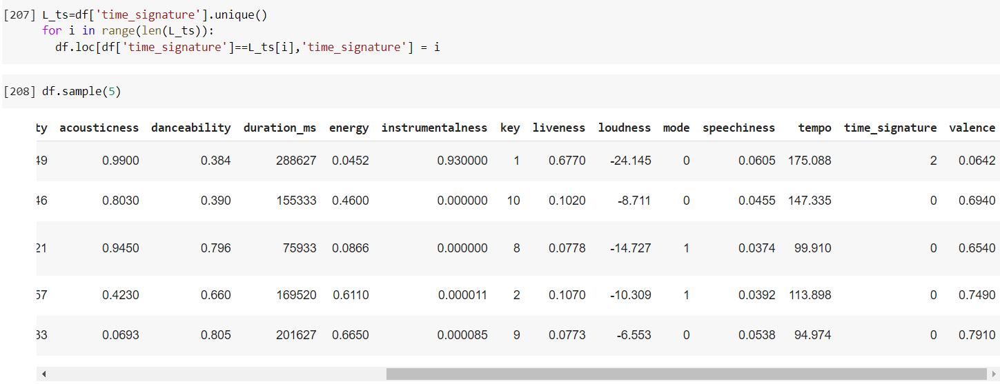 [207] L_ts=df['time_signature'].unique()
for i in range(len(L_ts)):
df.loc[df['time_signature']==L_ts[i],'time_signature'] = i
[208] df.sample(5)
ty acousticness danceability duration_ms energy instrumentalness key liveness loudness mode speechiness tempo time_signature valence
49 0.9900 0.384 288627 0.0452 0.930000 1 0.6770 -24.145 0 0.0605 175.088 2 0.0642
46 0.8030 0.390 155333 0.4600 0.000000 10 0.1020 -8.711 0 0.0455 147.335 0 0.6940
21 0.9450 0.796 75933 0.0866 0.000000 8 0.0778 -14.727 1 0.0374 99.910 0 0.6540
57 0.4230 0.660 169520 0.6110 0.000011 2 0.1070 -10.309 1 0.0392 113.898 0 0.7490
33 0.0693 0.805 201627 0.6650 0.000085 9 0.0773 -6.553 0 0.0538 94.974 0 0.7910